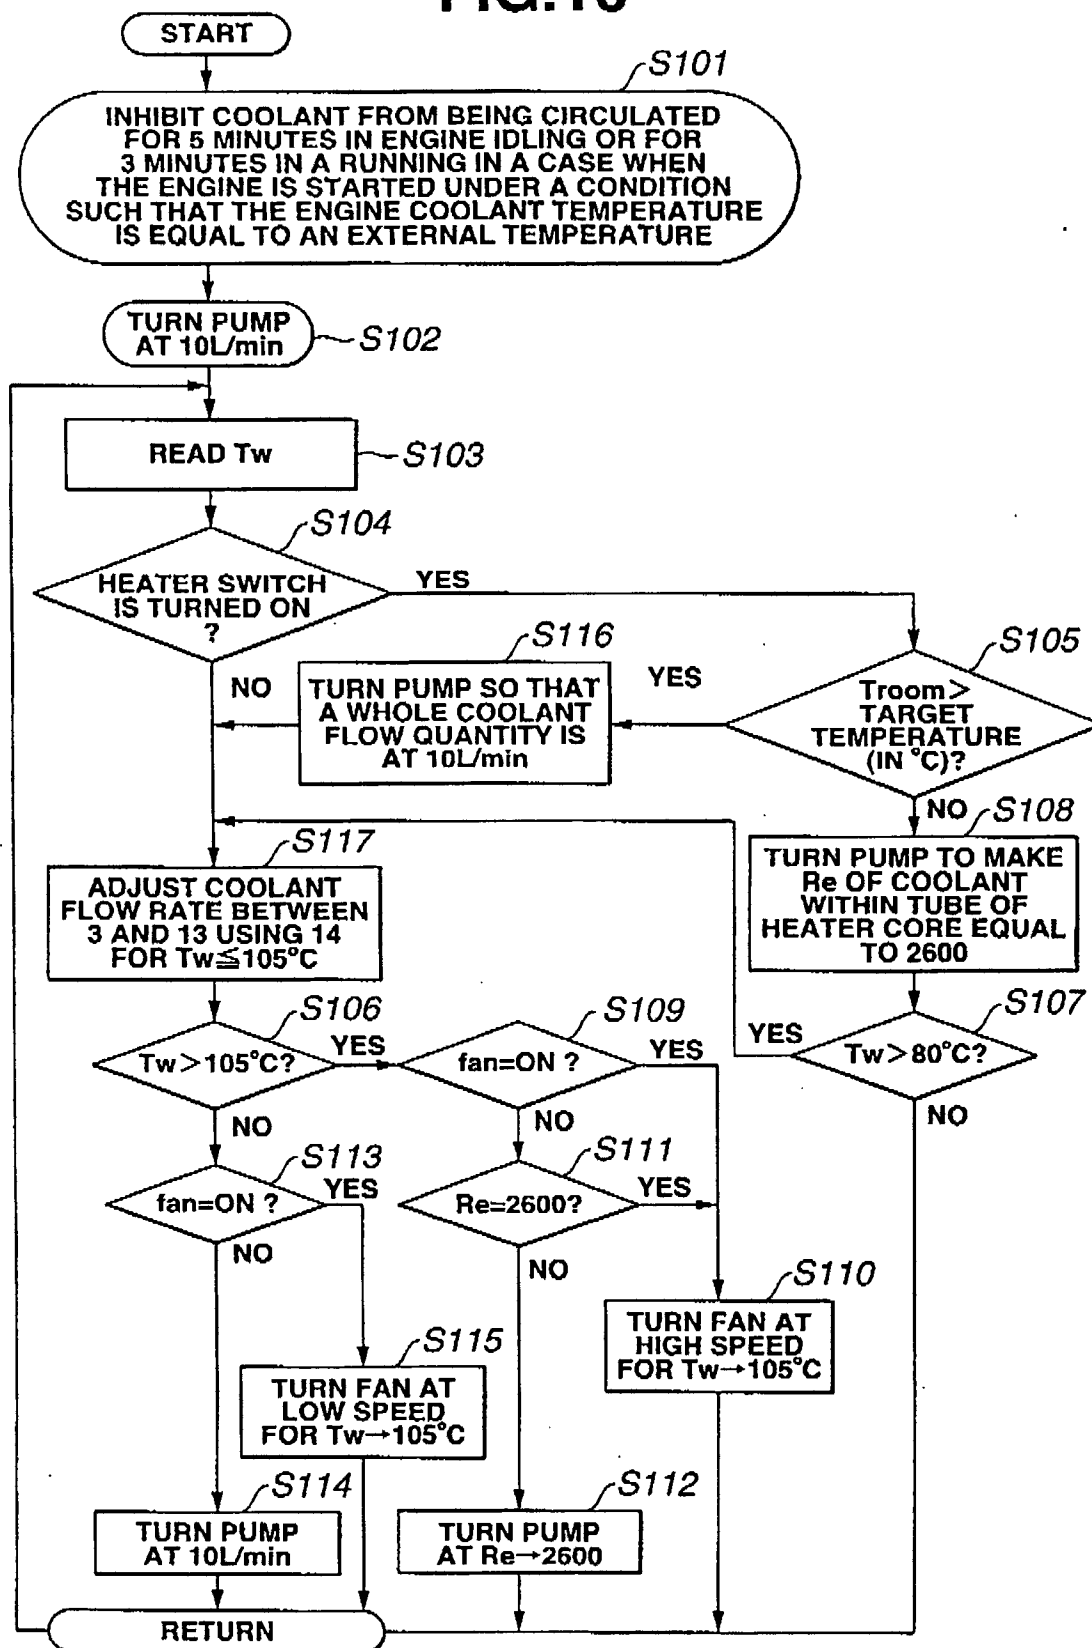 START
S101
INHIBIT COOLANT FROM BEING CIRCULATED
FOR 5 MINUTES IN ENGINE IDLING OR FOR
3 MINUTES IN A RUNNING IN A CASE WHEN
THE ENGINE IS STARTED UNDER A CONDITION
SUCH THAT THE ENGINE COOLANT TEMPERATURE
IS EQUAL TO AN EXTERNAL TEMPERATURE
TURN PUMP
AT 10L/min
S102
READ Tw
S103
S104
HEATER SWITCH
IS TURNED ON
?
YES
NO
S116
TURN PUMP SO THAT
A WHOLE COOLANT
FLOW QUANTITY IS
AT 10L/min
YES
S105
Troom>
TARGET
TEMPERATURE
(IN °C)?
NO
S108
TURN PUMP TO MAKE
Re OF COOLANT
WITHIN TUBE OF
HEATER CORE EQUAL
TO 2600
S117
ADJUST COOLANT
FLOW RATE BETWEEN
3 AND 13 USING 14
FOR Tw≦105°C
S107
Tw>80°C?
YES
NO
S106
Tw>105°C?
YES
NO
S109
fan=ON ?
YES
NO
S113
fan=ON ?
YES
NO
S111
Re=2600?
YES
NO
S110
TURN FAN AT
HIGH SPEED
FOR Tw→105°C
S115
TURN FAN AT
LOW SPEED
FOR Tw→105°C
S114
TURN PUMP
AT 10L/min
S112
TURN PUMP
AT Re→2600
RETURN